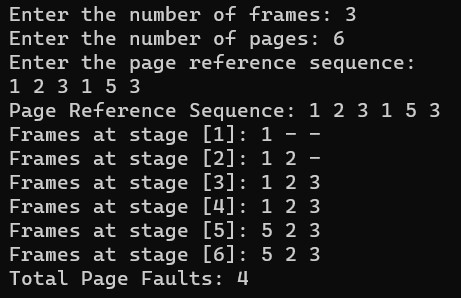 Enter the number of frames: 3
Enter the number of pages: 6
Enter the page reference sequence:
1 2 3 1 5 3
Page Reference Sequence: 1 2 3 1 5 3
Frames at stage [1]: 1 - -
Frames at stage [2]: 1 2 -
Frames at stage [3]: 1 2 3
Frames at stage [4]: 1 2 3
Frames at stage [5]: 5 2 3
Frames at stage [6]: 5 2 3
Total Page Faults: 4